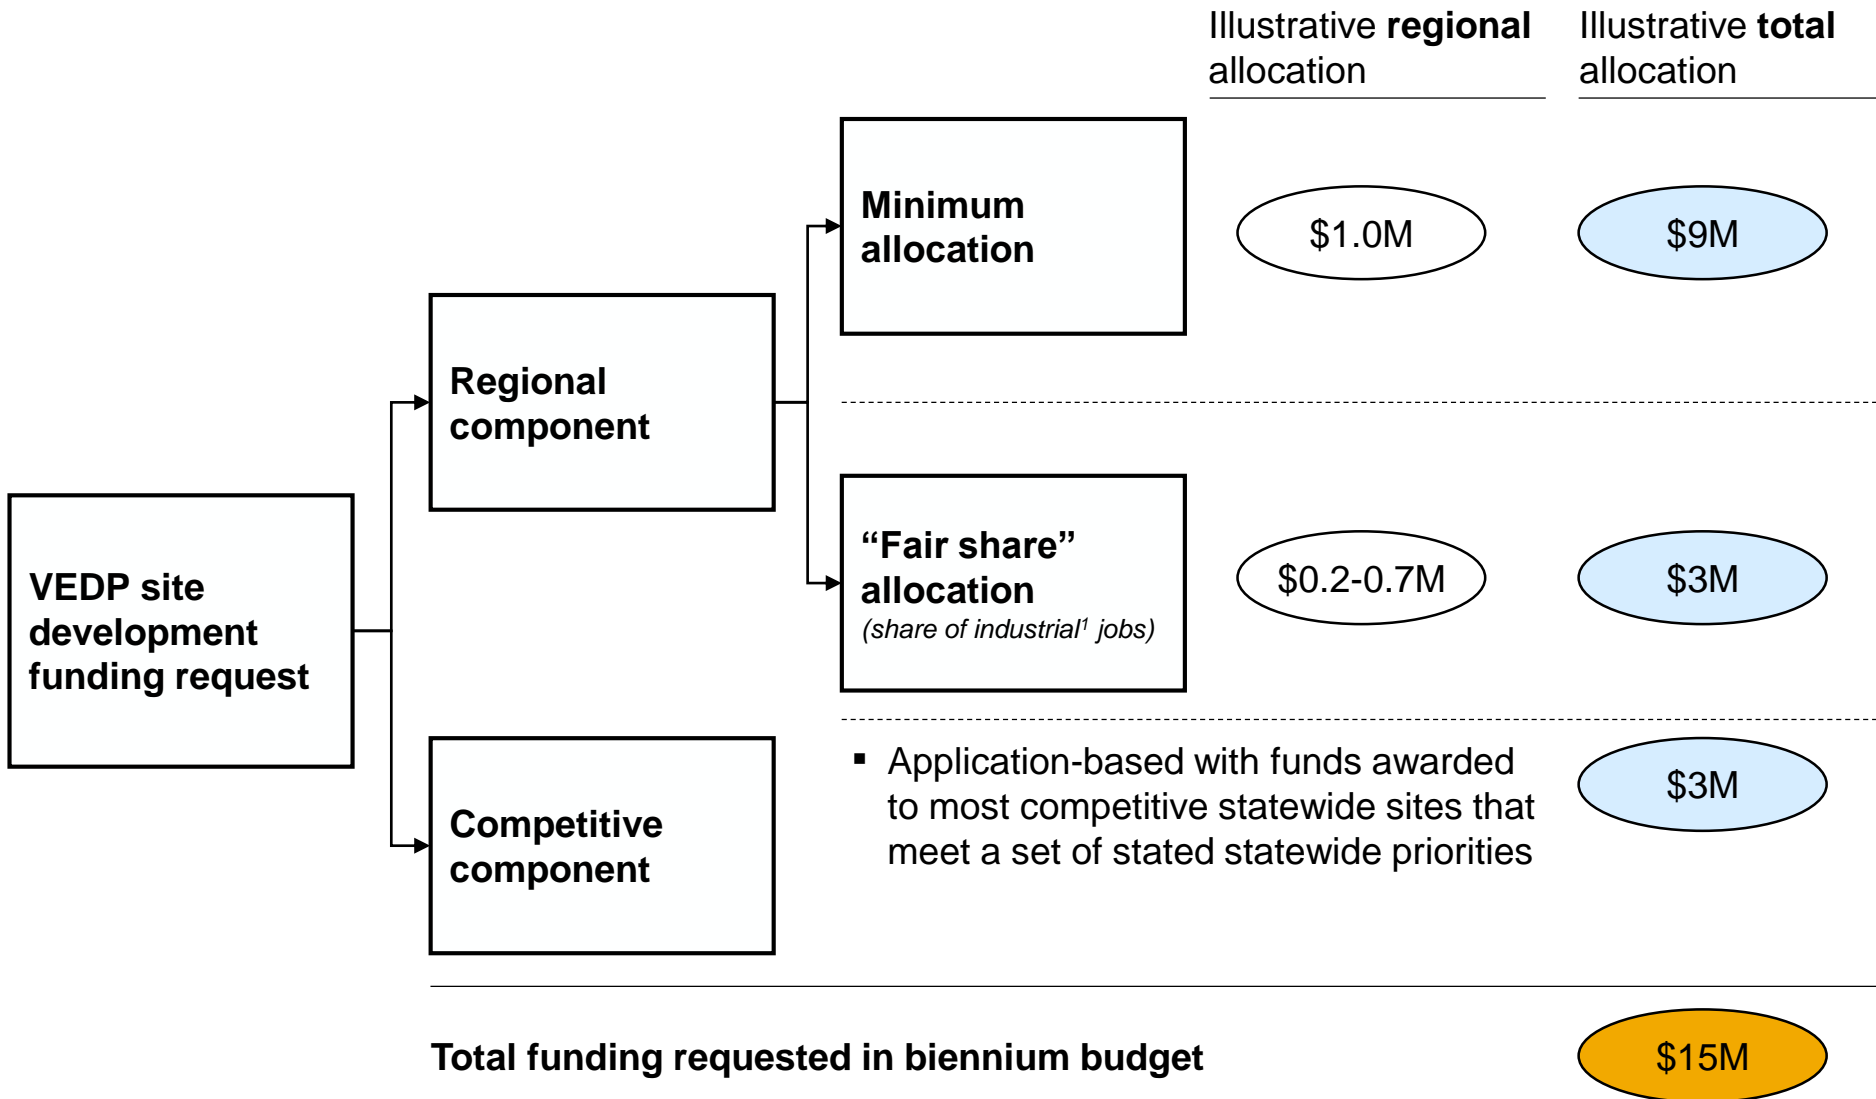 Illustrative regional
allocation
Illustrative total
allocation
Minimum
allocation
$1.0M
$9M
Regional
component
“Fair share”
allocation
(share of industrial¹ jobs)
$0.2-0.7M
$3M
VEDP site
development
funding request
▪ Application-based with funds awarded
to most competitive statewide sites that
meet a set of stated statewide priorities
$3M
Competitive
component
Total funding requested in biennium budget
$15M